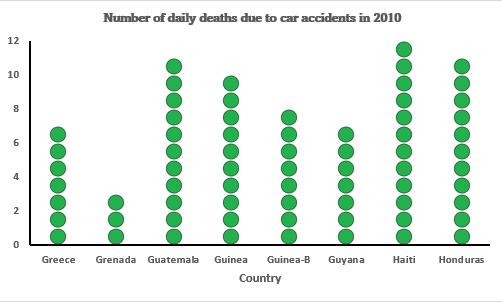 Number of daily deaths due to car accidents in 2010
12
10
8
6
4
2
0
Greece Grenada Guatemala Guinea Guinea-B Guyana Haiti Honduras
Country